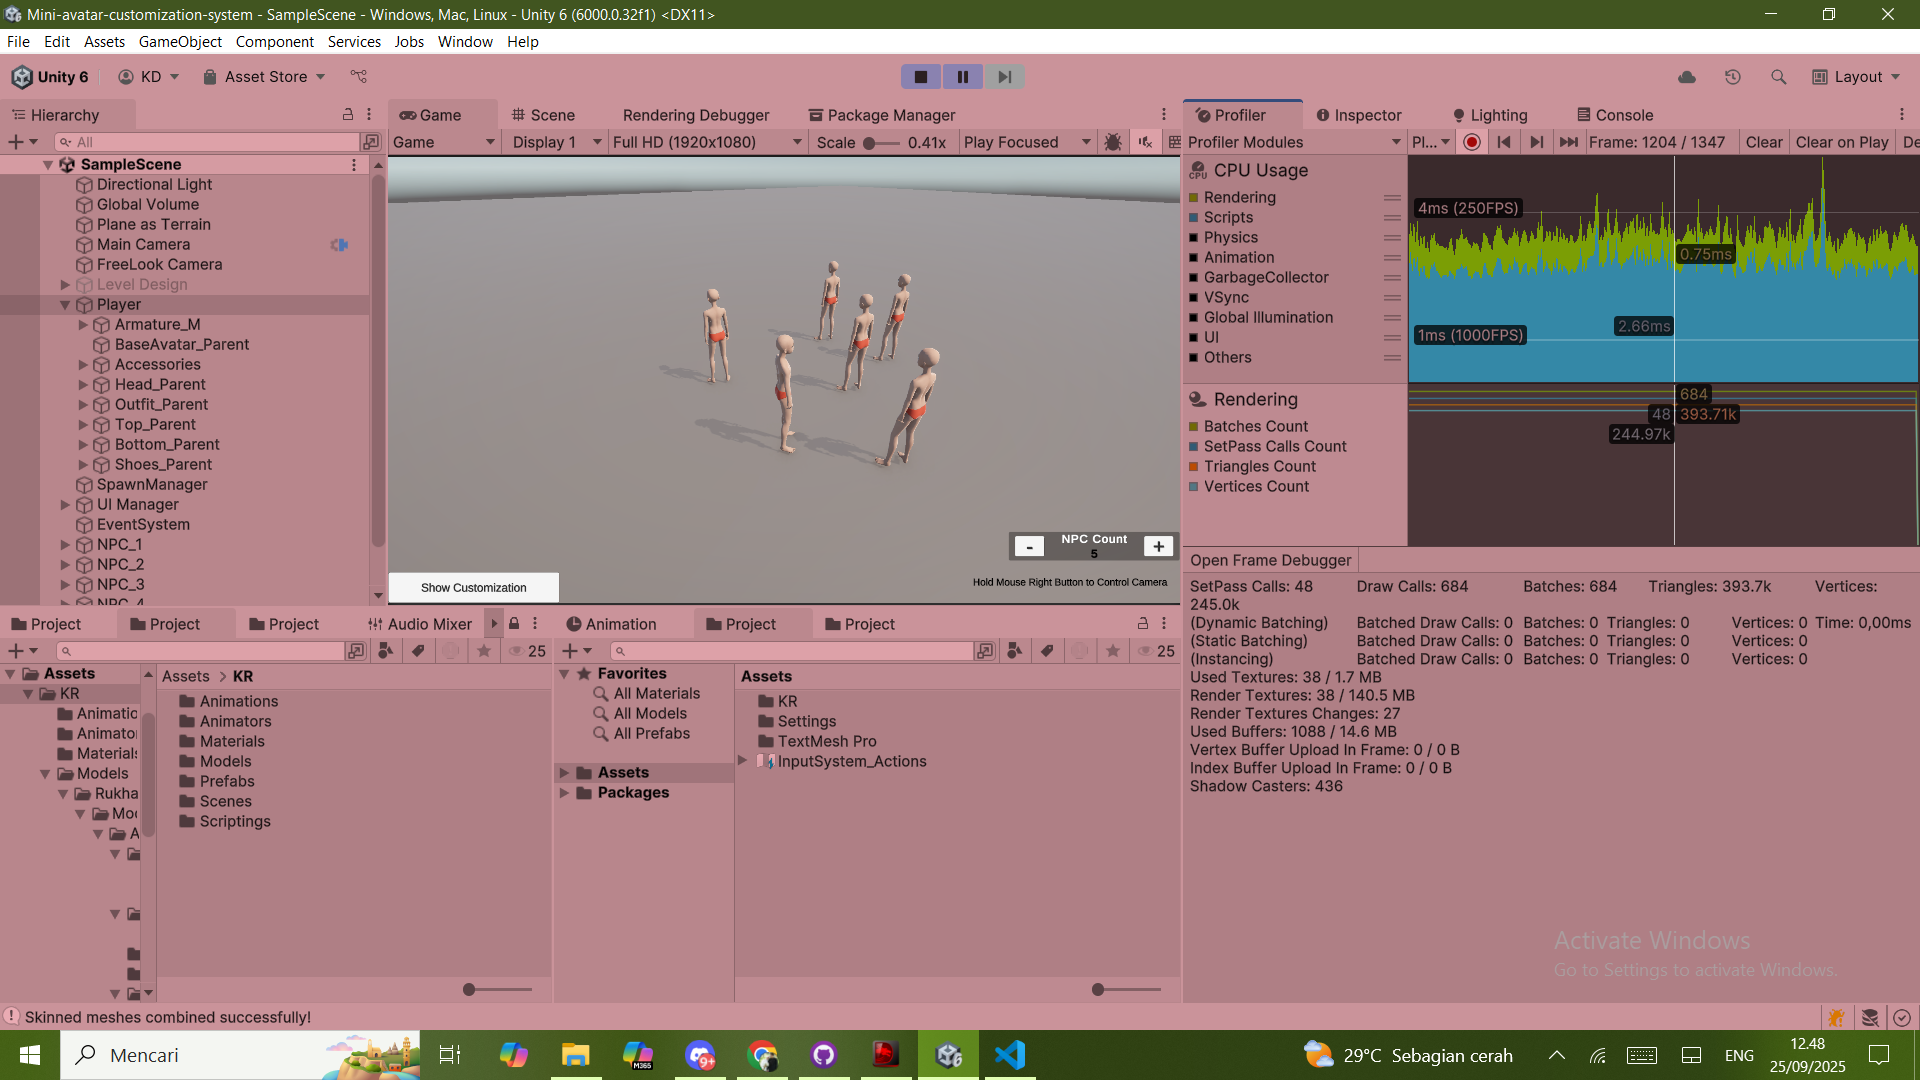 Mini-avatar-customization-system - SampleScene - Windows, Mac, Linux - Unity 6 (6000.0.32f1) <DX11>
File Edit Assets GameObject Component Services Jobs Window Help
Unity 6 KD Asset Store Layout
Hierarchy
All
SampleScene
Directional Light
Global Volume
Plane as Terrain
Main Camera
FreeLook Camera
Level Design
Player
Armature_M
BaseAvatar_Parent
Accessories
Head_Parent
Outfit_Parent
Top_Parent
Bottom_Parent
Shoes_Parent
SpawnManager
UI Manager
EventSystem
NPC_1
NPC_2
NPC_3
NPC_4
Game Scene Rendering Debugger Package Manager
Game Display 1 Full HD (1920x1080) Scale 0.41x Play Focused
NPC Count
- 5 +
Show Customization
Hold Mouse Right Button to Control Camera
Profiler Inspector Lighting Console
Profiler Modules Pl... Frame: 1204 / 1347 Clear Clear on Play De
CPU Usage
Rendering
Scripts
Physics
Animation
GarbageCollector
VSync
Global Illumination
UI
Others
4ms (250FPS)
0.75ms
2.66ms
1ms (1000FPS)
Rendering
Batches Count
SetPass Calls Count
Triangles Count
Vertices Count
684
48 393.71k
244.97k
Open Frame Debugger
SetPass Calls: 48 Draw Calls: 684 Batches: 684 Triangles: 393.7k Vertices:
245.0k
(Dynamic Batching) Batched Draw Calls: 0 Batches: 0 Triangles: 0 Vertices: 0 Time: 0,00ms
(Static Batching) Batched Draw Calls: 0 Batches: 0 Triangles: 0 Vertices: 0
(Instancing) Batched Draw Calls: 0 Batches: 0 Triangles: 0 Vertices: 0
Used Textures: 38 / 1.7 MB
Render Textures: 38 / 140.5 MB
Render Textures Changes: 27
Used Buffers: 1088 / 14.6 MB
Vertex Buffer Upload In Frame: 0 / 0 B
Index Buffer Upload In Frame: 0 / 0 B
Shadow Casters: 436
Project Project Project Audio Mixer
25
Assets
KR
Animatio
Animator
Materials
Models
Rukha
Mod
A
Assets > KR
Animations
Animators
Materials
Models
Prefabs
Scenes
Scriptings
Animation Project Project
25
Favorites
All Materials
All Models
All Prefabs
Assets
Packages
Assets
KR
Settings
TextMesh Pro
InputSystem_Actions
Activate Windows
Go to Settings to activate Windows.
Skinned meshes combined successfully!
Mencari
M365
9+
6
29°C Sebagian cerah
ENG
12.48
25/09/2025